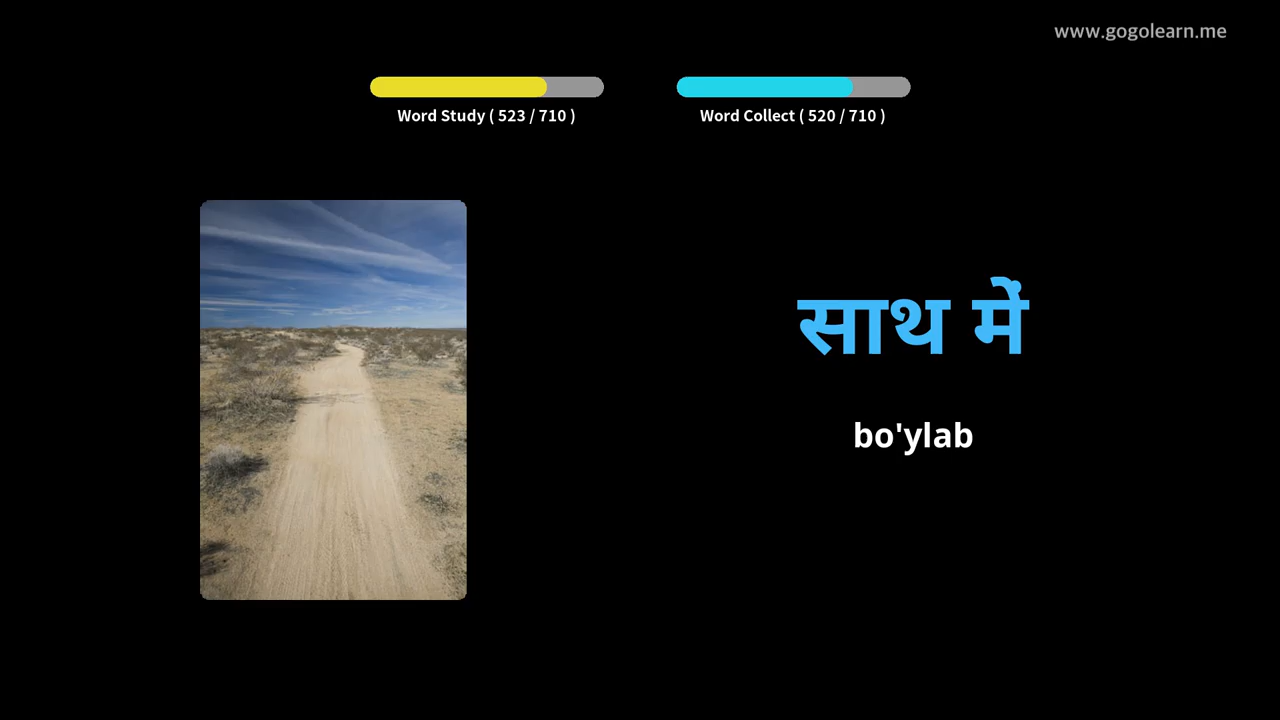 www.gogolearn.me
Word Study ( 523 / 710 )
Word Collect ( 520 / 710 )
साथ में
bo'ylab